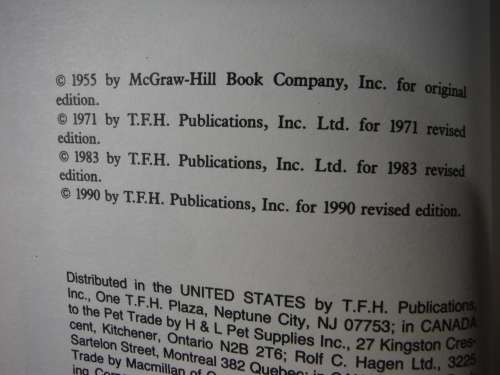 © 1955 by McGraw-Hill Book Company, Inc. for original
edition.
© 1971 by T.F.H. Publications, Inc. Ltd. for 1971 revised
edition.
© 1983 by T.F.H. Publications, Inc. Ltd. for 1983 revised
edition.
© 1990 by T.F.H. Publications, Inc. for 1990 revised edition.
Distributed in the UNITED STATES by T.F.H. Publications,
Inc., One T.F.H. Plaza, Neptune City, NJ 07753; in CANADA
to the Pet Trade by H & L Pet Supplies Inc., 27 Kingston Cres-
cent, Kitchener, Ontario N2B 2T6; Rolf C. Hagen Ltd., 3225
Sartelon Street, Montreal 382 Quebec; in
Trade by Macmillan of